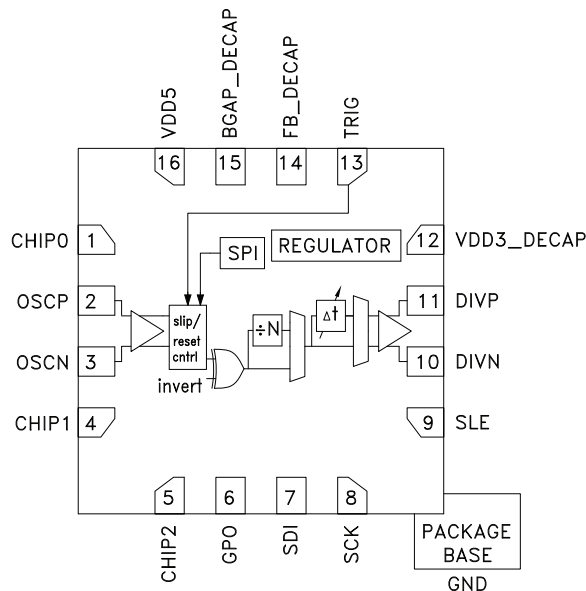 VDD5
BGAP_DECAP
FB_DECAP
TRIG
16
15
14
13
CHIP0
1
SPI
REGULATOR
12
VDD3_DECAP
OSCP
2
slip/
reset
cntrl
÷N
Δt
11
DIVP
OSCN
3
invert
10
DIVN
CHIP1
4
9
SLE
5
6
7
8
CHIP2
GPO
SDI
SCK
PACKAGE
BASE
GND